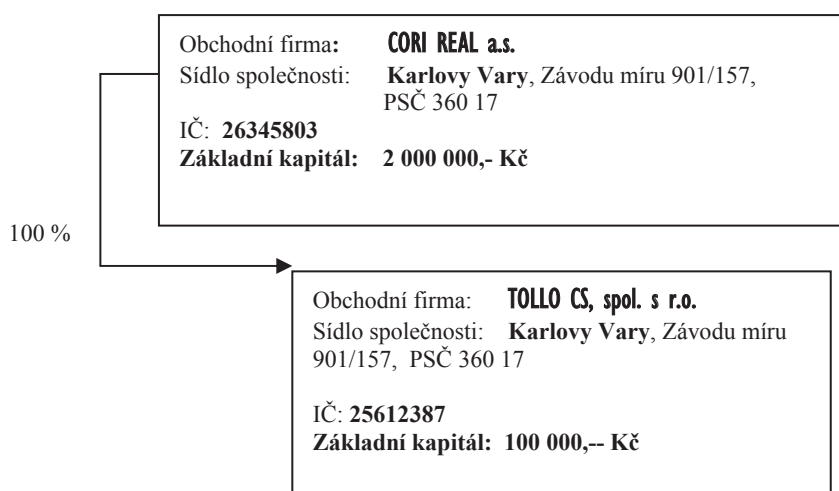 Obchodní firma: CORI REAL a.s.
Sídlo společnosti: Karlovy Vary, Závodu míru 901/157,
PSČ 360 17
IČ: 26345803
Základní kapitál: 2 000 000,- Kč
100 %
Obchodní firma: TOLLO CS, spol. s r.o.
Sídlo společnosti: Karlovy Vary, Závodu míru
901/157, PSČ 360 17
IČ: 25612387
Základní kapitál: 100 000,-- Kč